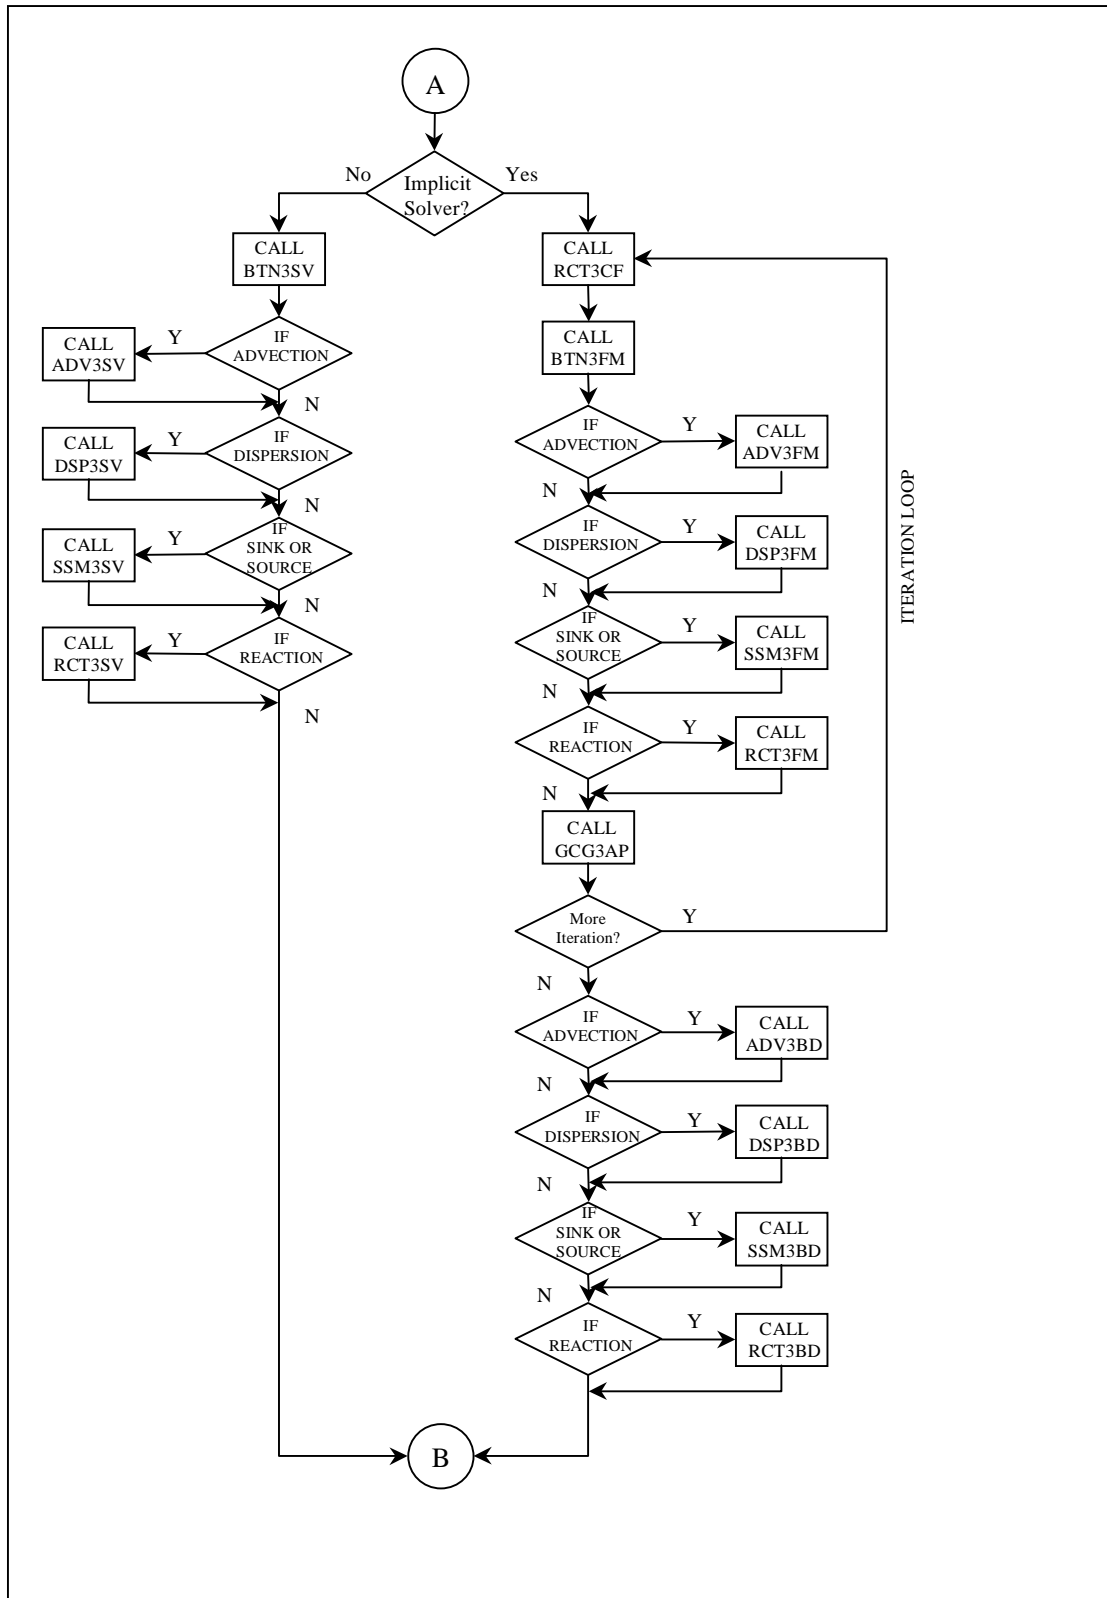 A
No
Implicit
Solver?
Yes
CALL
BTN3SV
IF
ADVECTION
Y
CALL
ADV3SV
N
IF
DISPERSION
Y
CALL
DSP3SV
N
IF
SINK OR
SOURCE
Y
CALL
SSM3SV
N
IF
REACTION
Y
CALL
RCT3SV
N
CALL
RCT3CF
CALL
BTN3FM
IF
ADVECTION
Y
CALL
ADV3FM
N
IF
DISPERSION
Y
CALL
DSP3FM
N
IF
SINK OR
SOURCE
Y
CALL
SSM3FM
N
IF
REACTION
Y
CALL
RCT3FM
N
CALL
GCG3AP
More
Iteration?
Y
ITERATION LOOP
N
IF
ADVECTION
Y
CALL
ADV3BD
N
IF
DISPERSION
Y
CALL
DSP3BD
N
IF
SINK OR
SOURCE
Y
CALL
SSM3BD
N
IF
REACTION
Y
CALL
RCT3BD
B